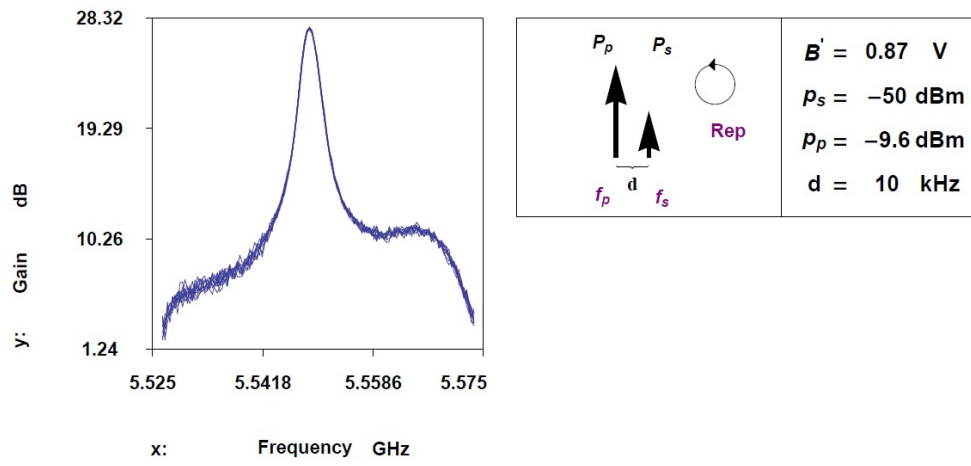 28.32
19.29
10.26
1.24
y: Gain dB
5.525 5.5418 5.5586 5.575
x: Frequency GHz
Pp Ps
Rep
d
fp fs
B' = 0.87 V
ps = −50 dBm
pp = −9.6 dBm
d = 10 kHz